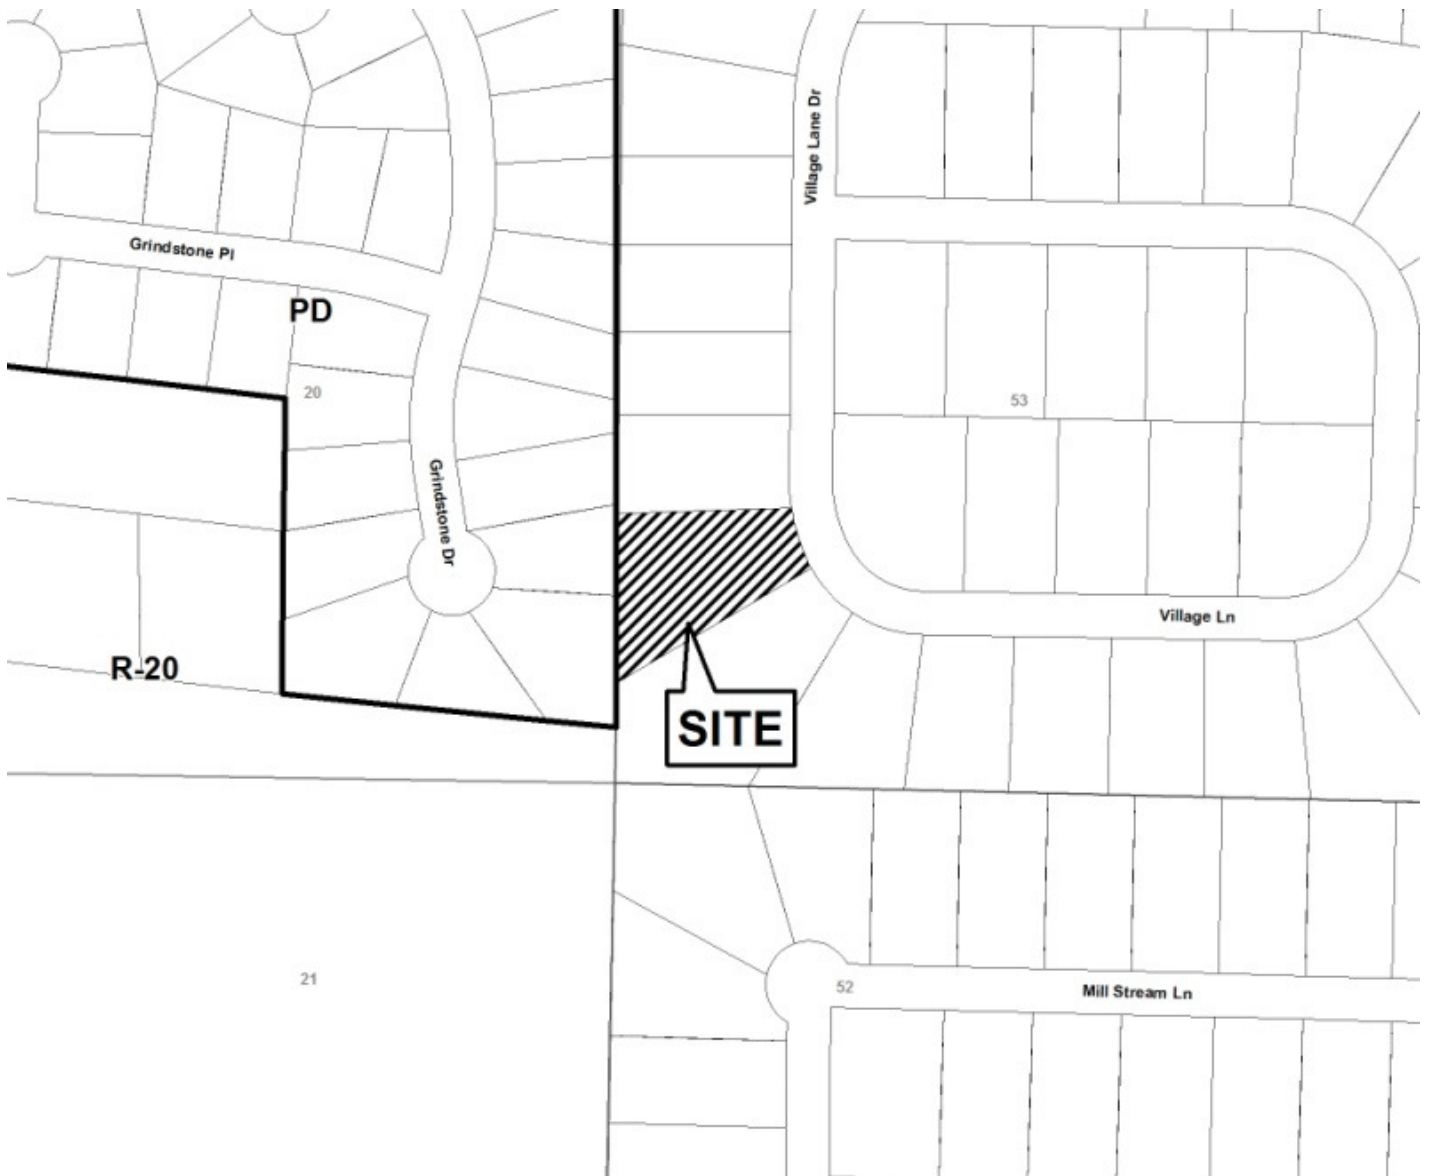 Village Lane Dr
Grindstone Pl
PD
20
53
Grindstone Dr
Village Ln
R-20
SITE
21
52
Mill Stream Ln